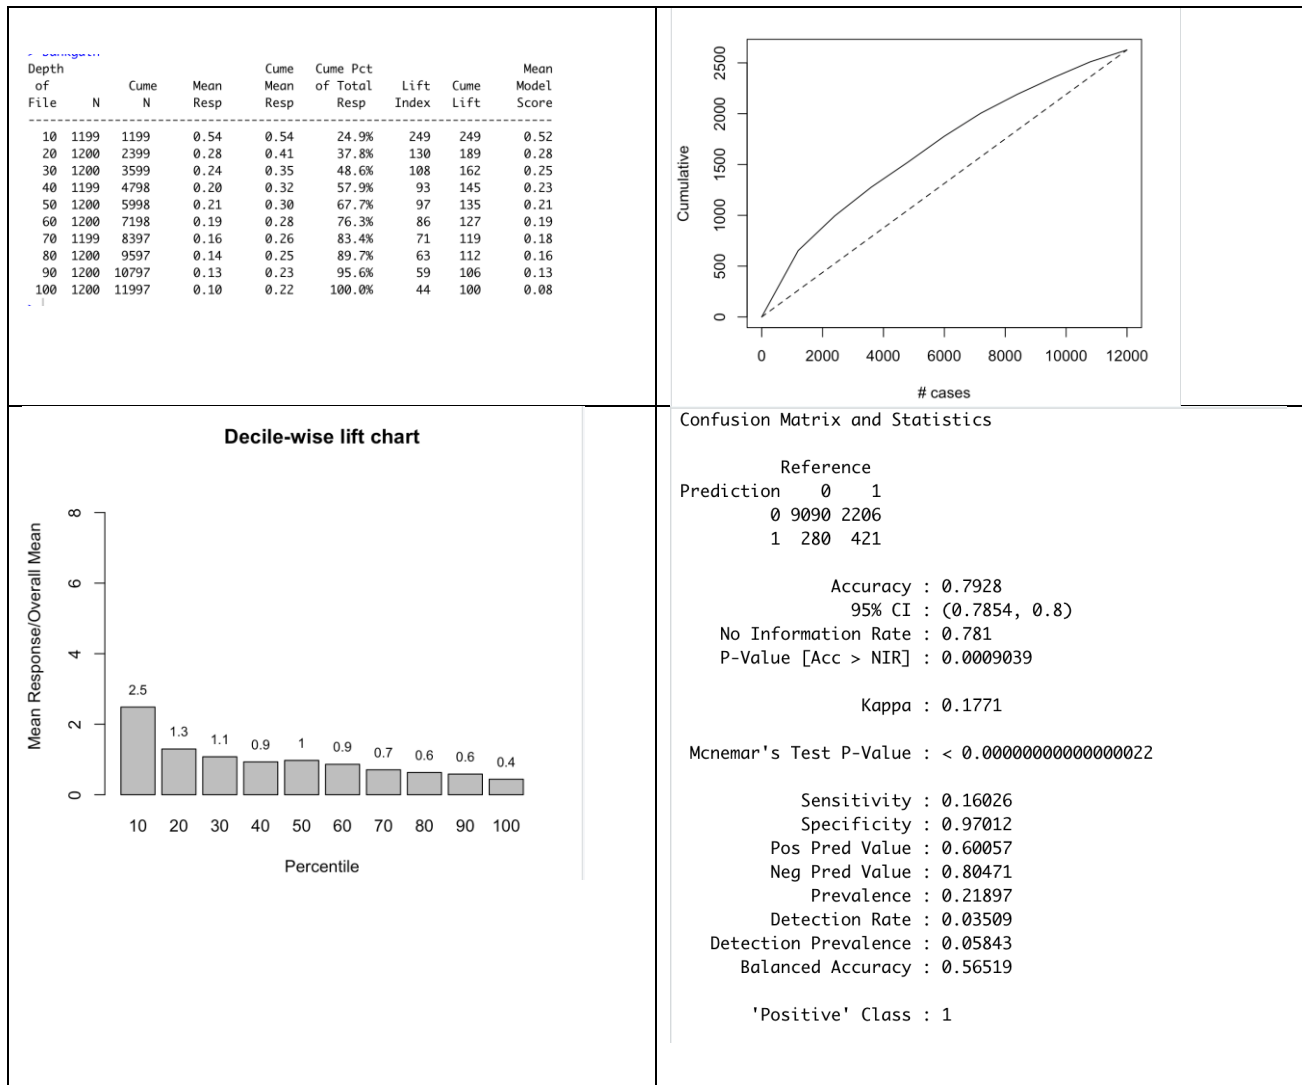 Depth Cume Cume Pct Mean
of Cume Mean Mean of Total Lift Cume Model
File N N Resp Resp Resp Index Lift Score
10 1199 1199 0.54 0.54 24.9% 249 249 0.52
20 1200 2399 0.28 0.41 37.8% 130 189 0.28
30 1200 3599 0.24 0.35 48.6% 108 162 0.25
40 1199 4798 0.20 0.32 57.9% 93 145 0.23
50 1200 5998 0.21 0.30 67.7% 97 135 0.21
60 1200 7198 0.19 0.28 76.3% 86 127 0.19
70 1199 8397 0.16 0.26 83.4% 71 119 0.18
80 1200 9597 0.14 0.25 89.7% 63 112 0.16
90 1200 10797 0.13 0.23 95.6% 59 106 0.13
100 1200 11997 0.10 0.22 100.0% 44 100 0.08
Cumulative
2500
2000
1500
1000
500
0
0 2000 4000 6000 8000 10000 12000
# cases
Decile-wise lift chart
Mean Response/Overall Mean
8
6
4
2
0
2.5 1.3 1.1 0.9 1 0.9 0.7 0.6 0.6 0.4
10 20 30 40 50 60 70 80 90 100
Percentile
Confusion Matrix and Statistics
Reference
Prediction 0 1
0 9090 2206
1 280 421
Accuracy : 0.7928
95% CI : (0.7854, 0.8)
No Information Rate : 0.781
P-Value [Acc > NIR] : 0.0009039
Kappa : 0.1771
Mcnemar's Test P-Value : < 0.00000000000000022
Sensitivity : 0.16026
Specificity : 0.97012
Pos Pred Value : 0.60057
Neg Pred Value : 0.80471
Prevalence : 0.21897
Detection Rate : 0.03509
Detection Prevalence : 0.05843
Balanced Accuracy : 0.56519
'Positive' Class : 1